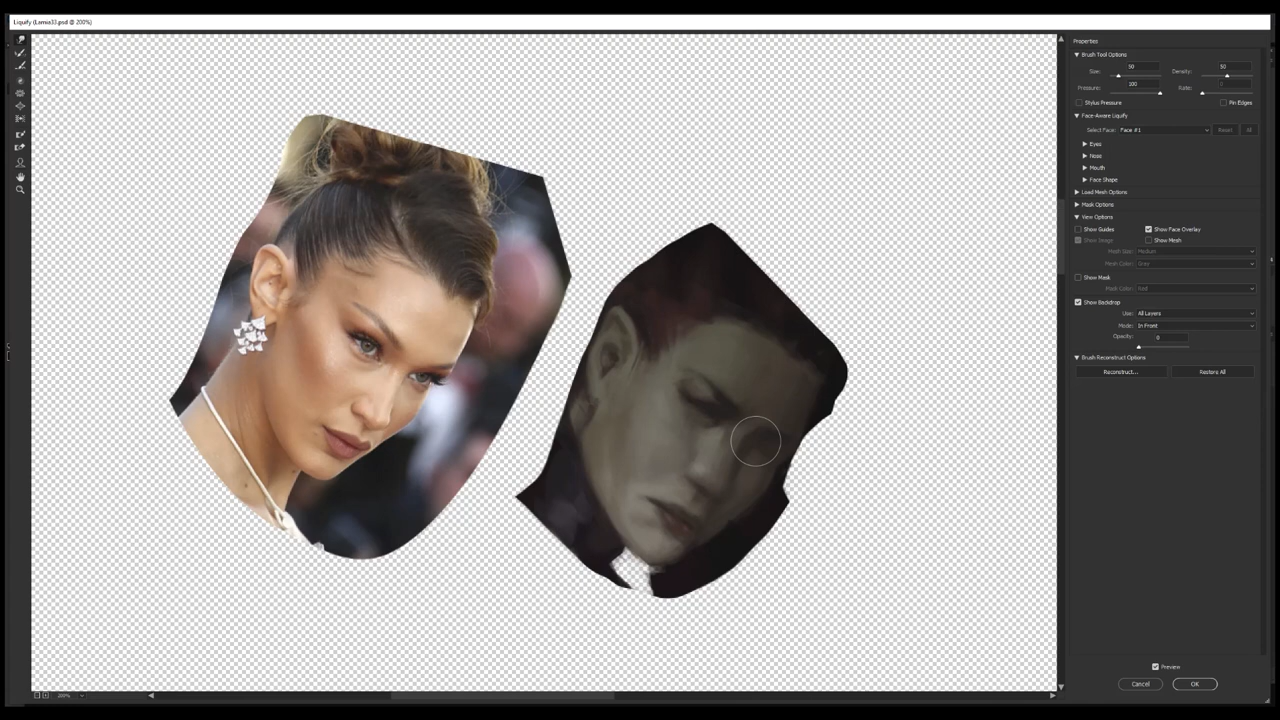 Liquify (Lamia33.psd @ 200%)
Properties
Brush Tool Options
Size: 50 Density: 50
Pressure: 100 Rate: 0
Stylus Pressure Pin Edges
Face-Aware Liquify
Select Face: Face #1 Reset All
Eyes
Nose
Mouth
Face Shape
Load Mesh Options
Mask Options
View Options
Show Guides Show Face Overlay
Show Image Show Mesh
Mesh Size: Medium
Mesh Color: Gray
Show Mask
Mask Color: Red
Show Backdrop
Use: All Layers
Mode: In Front
Opacity: 0
Brush Reconstruct Options
Reconstruct... Restore All
Preview
Cancel OK
200%